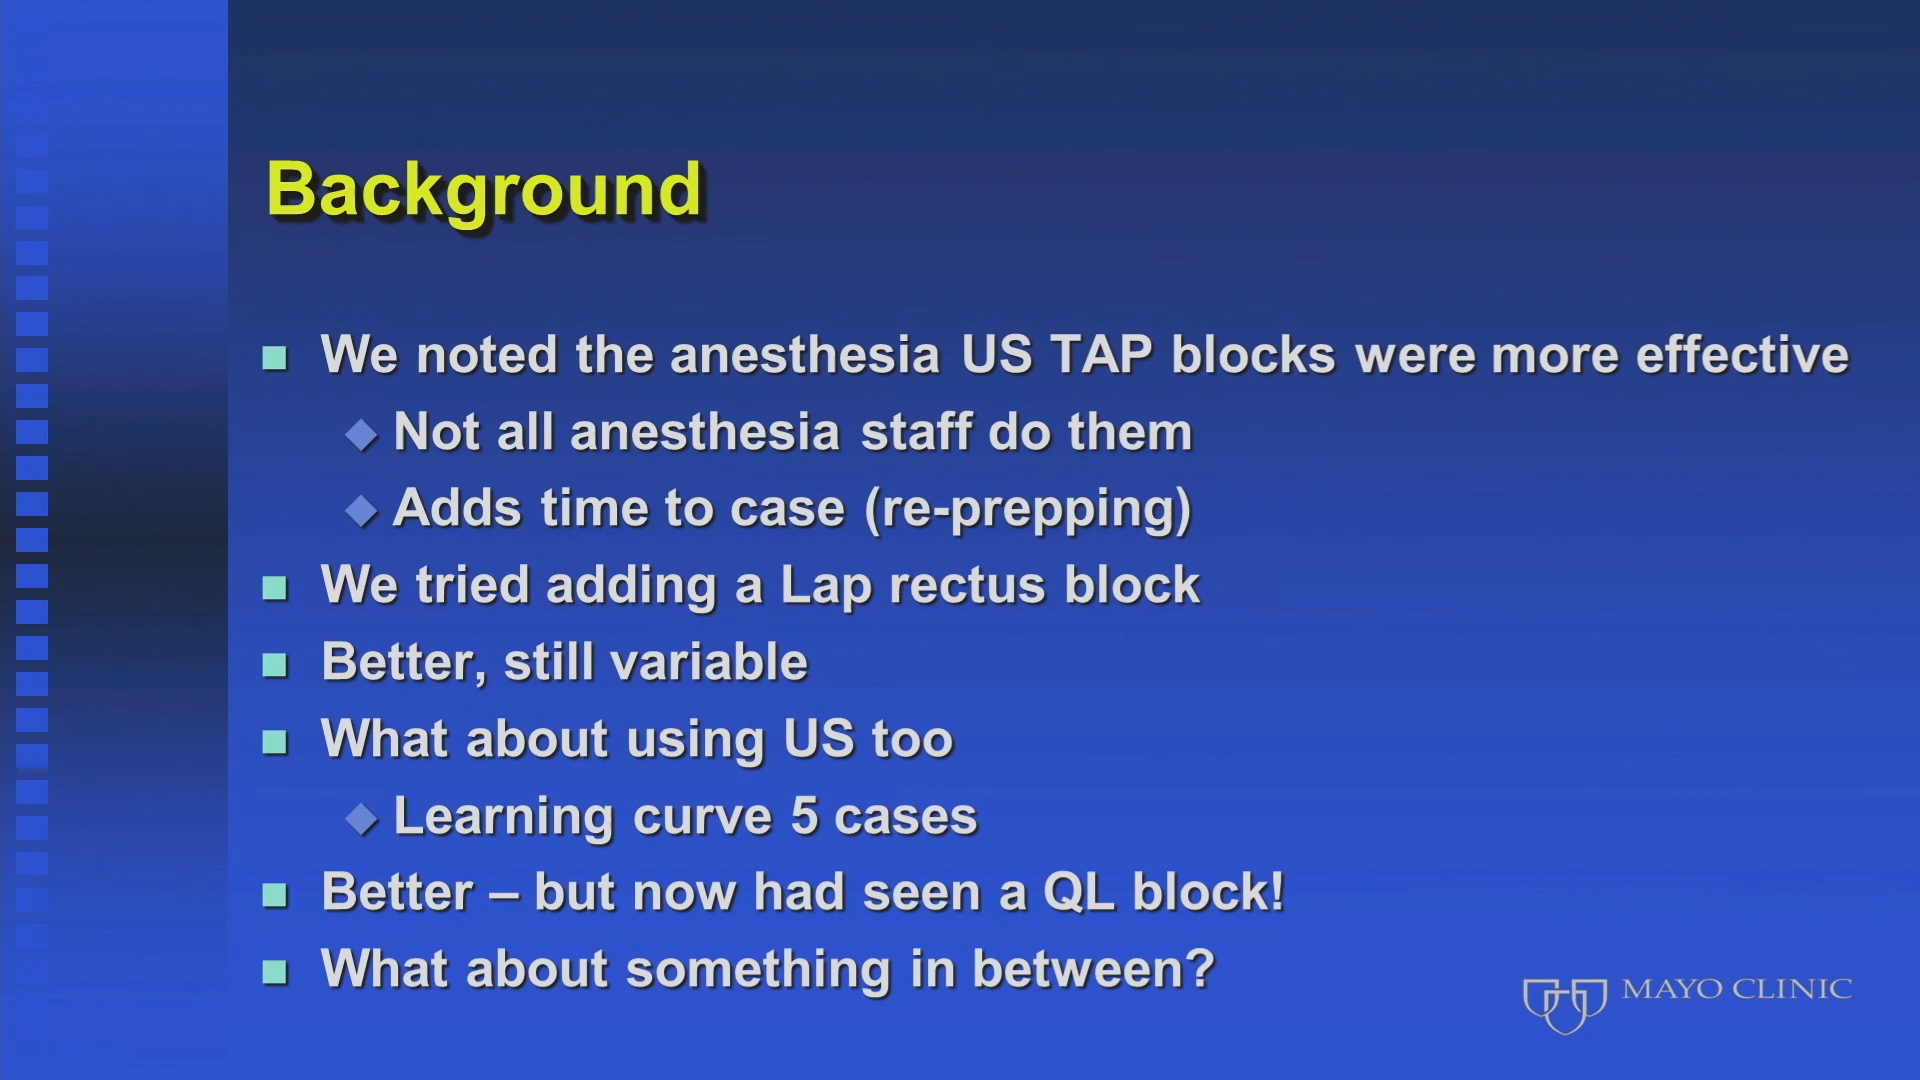 Background
We noted the anesthesia US TAP blocks were more effective
Not all anesthesia staff do them
Adds time to case (re-prepping)
We tried adding a Lap rectus block
Better, still variable
What about using US too
Learning curve 5 cases
Better – but now had seen a QL block!
What about something in between?
MAYO CLINIC